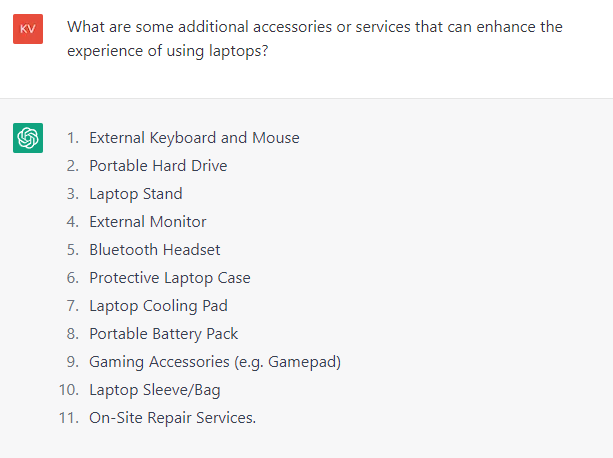 KV
What are some additional accessories or services that can enhance the
experience of using laptops?
1. External Keyboard and Mouse
2. Portable Hard Drive
3. Laptop Stand
4. External Monitor
5. Bluetooth Headset
6. Protective Laptop Case
7. Laptop Cooling Pad
8. Portable Battery Pack
9. Gaming Accessories (e.g. Gamepad)
10. Laptop Sleeve/Bag
11. On-Site Repair Services.